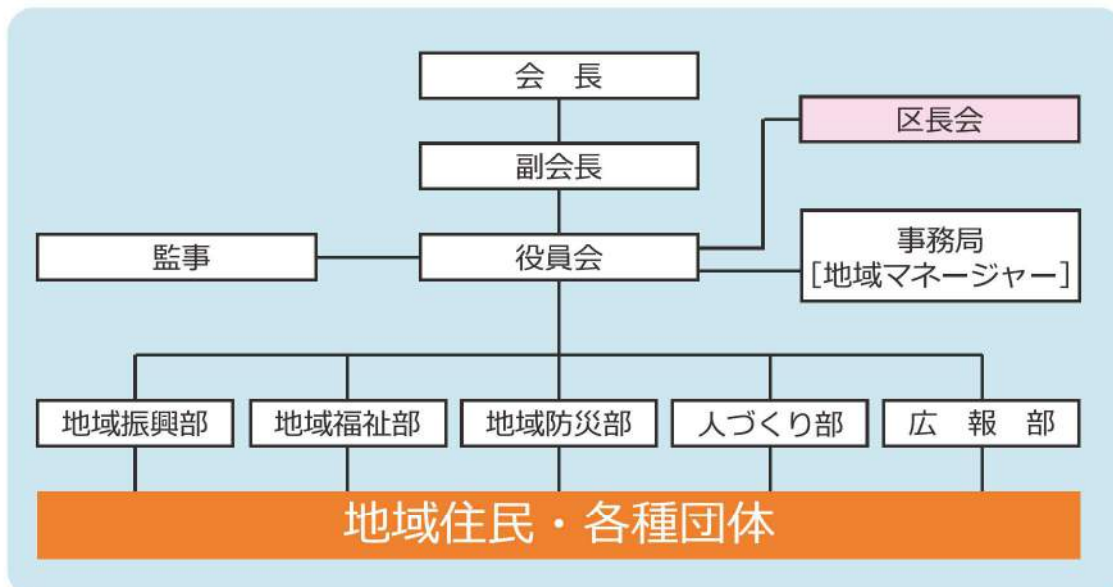 会　長
区長会
副会長
監事
役員会
事務局
［地域マネージャー］
地域振興部
地域福祉部
地域防災部
人づくり部
広　報　部
地域住民・各種団体